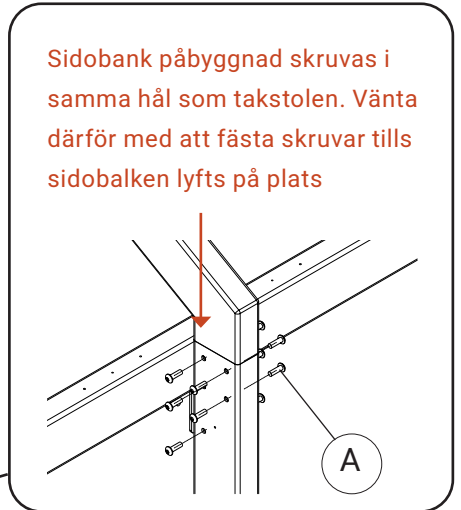 Sidobank påbyggnad skruvas i
samma hål som takstolen. Vänta
därför med att fästa skruvar tills
sidobalken lyfts på plats
A